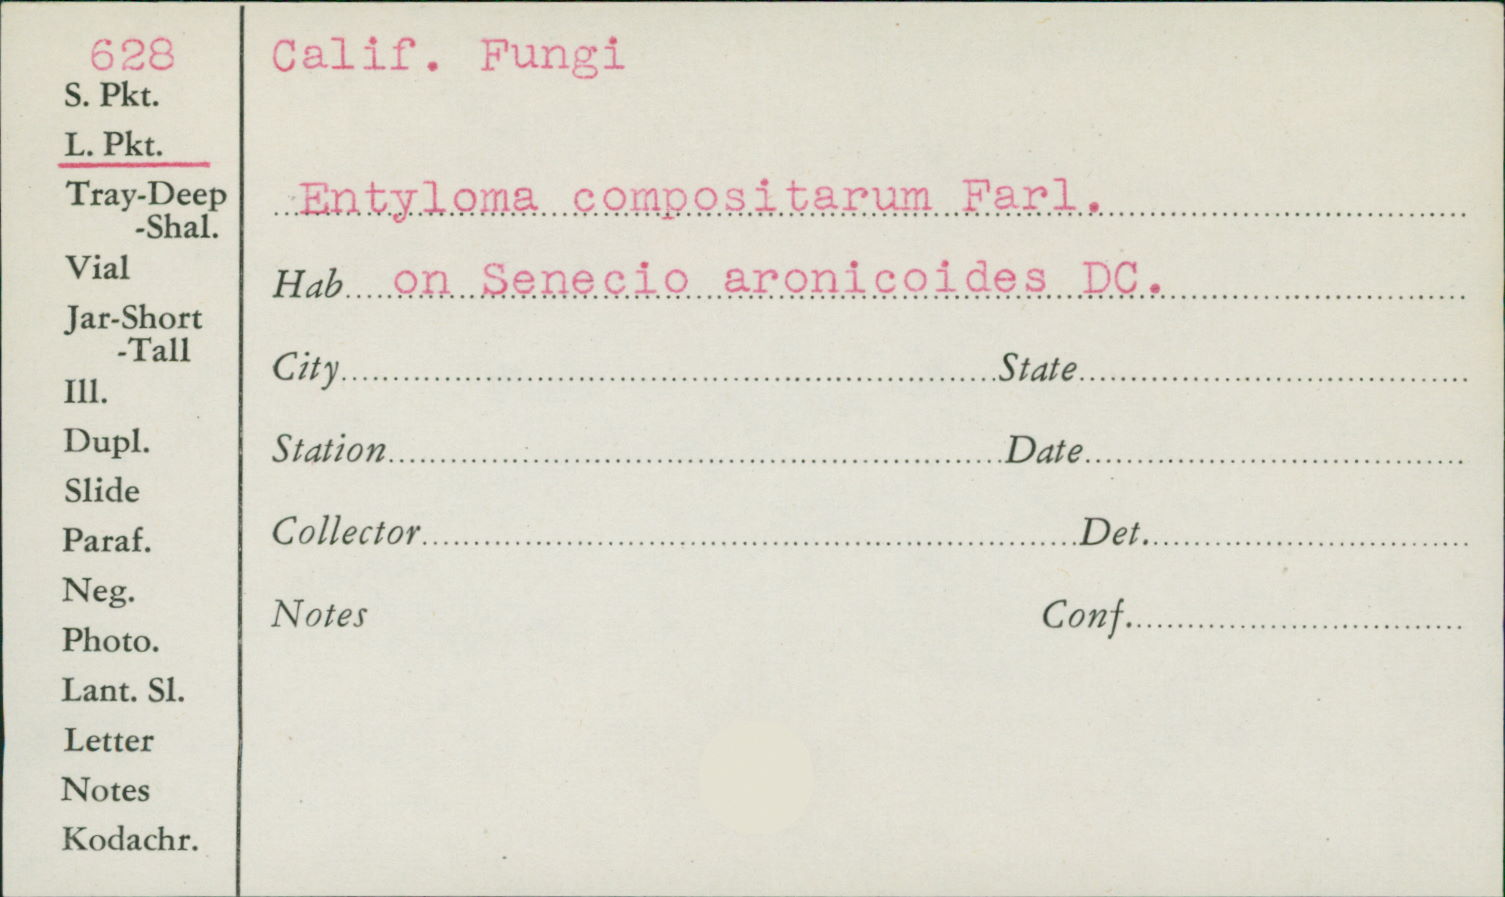 628
S. Pkt.
L. Pkt.
Tray-Deep
-Shal.
Vial
Jar-Short
-Tall
Ill.
Dupl.
Slide
Paraf.
Neg.
Photo.
Lant. Sl.
Letter
Notes
Kodachr.
Calif. Fungi
Entyloma compositarum Farl.
Hab on Senecio aronicoides DC.
City State
Station Date
Collector Det.
Notes Conf.